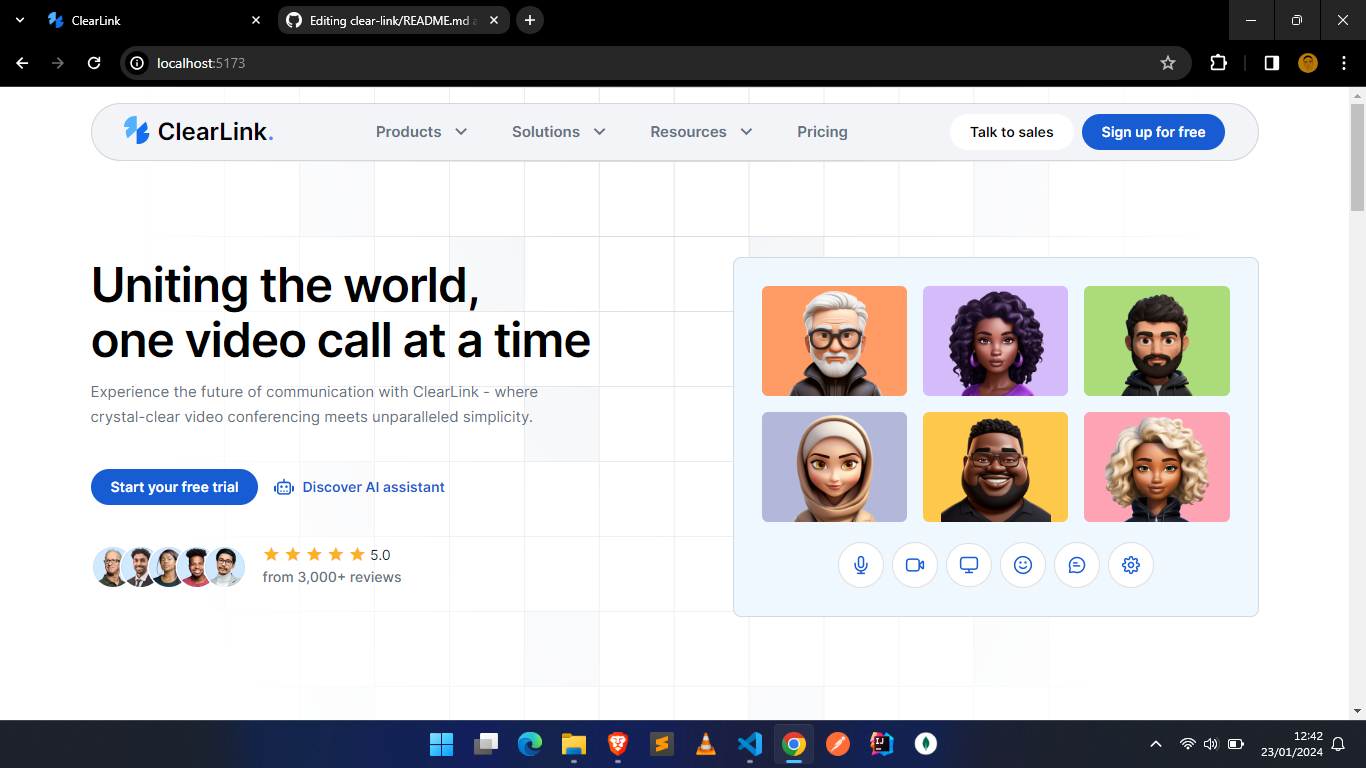 ClearLink
Editing clear-link/README.md a
localhost:5173
ClearLink.
Products
Solutions
Resources
Pricing
Talk to sales
Sign up for free
Uniting the world,
one video call at a time
Experience the future of communication with ClearLink - where
crystal-clear video conferencing meets unparalleled simplicity.
Start your free trial
Discover AI assistant
5.0
from 3,000+ reviews
12:42
23/01/2024